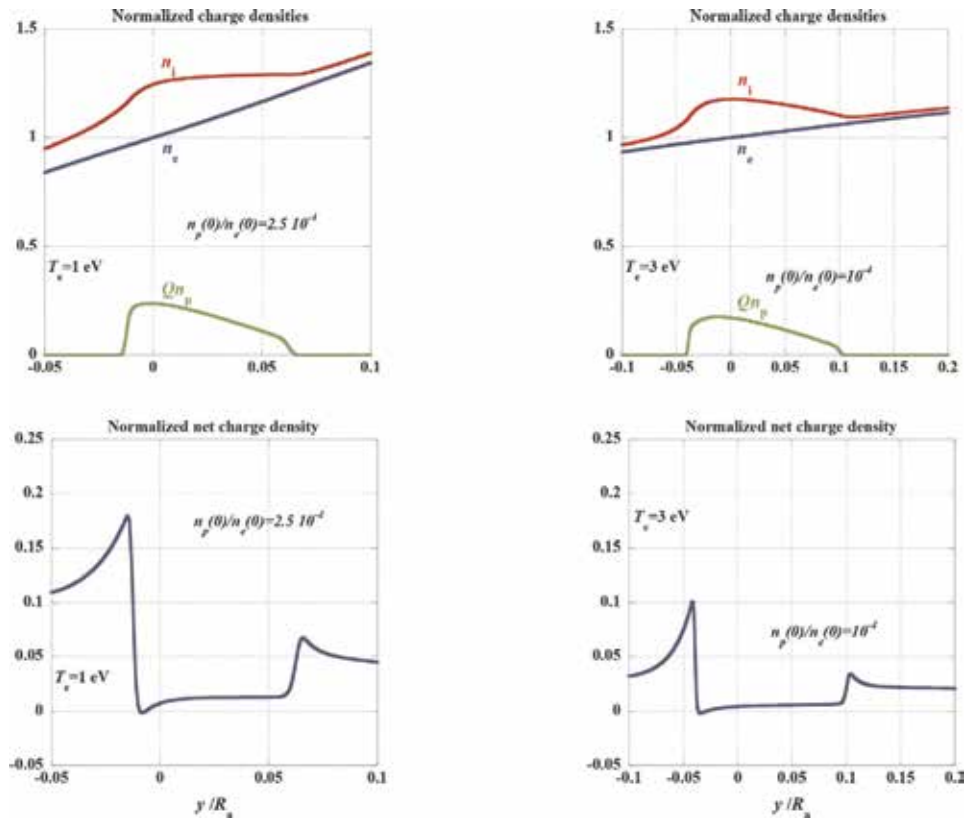 Normalized charge densities
1.5
1
0.5
0
n_i
n_e
n_p(0)/n_e(0)=2.5 10^-4
T_e=1 eV
Qn_p
-0.05
0
0.05
0.1
Normalized charge densities
1.5
1
0.5
0
n_i
n_e
T_e=3 eV
n_p(0)/n_e(0)=10^-4
Qn_p
-0.1
-0.05
0
0.05
0.1
0.15
0.2
Normalized net charge density
0.25
0.2
0.15
0.1
0.05
0
-0.05
n_p(0)/n_e(0)=2.5 10^-4
T_e=1 eV
-0.05
0
0.05
0.1
y /R_a
Normalized net charge density
0.25
0.2
0.15
0.1
0.05
0
-0.05
T_e=3 eV
n_p(0)/n_e(0)=10^-4
-0.1
-0.05
0
0.05
0.1
0.15
0.2
y /R_a